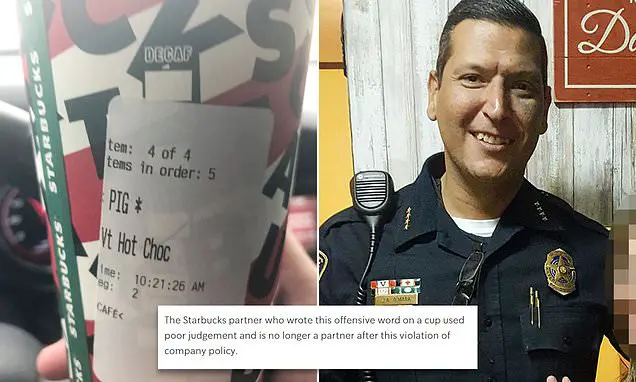 STARBUCKS
DECAF
tem: 4 of 4
tems in order: 5
PIG *
Vt Hot Choc
ime: 10:21:26 AM
eg: 2
CAFÉ<
STARBUCKS
Da
The Starbucks partner who wrote this offensive word on a cup used
poor judgement and is no longer a partner after this violation of
company policy.